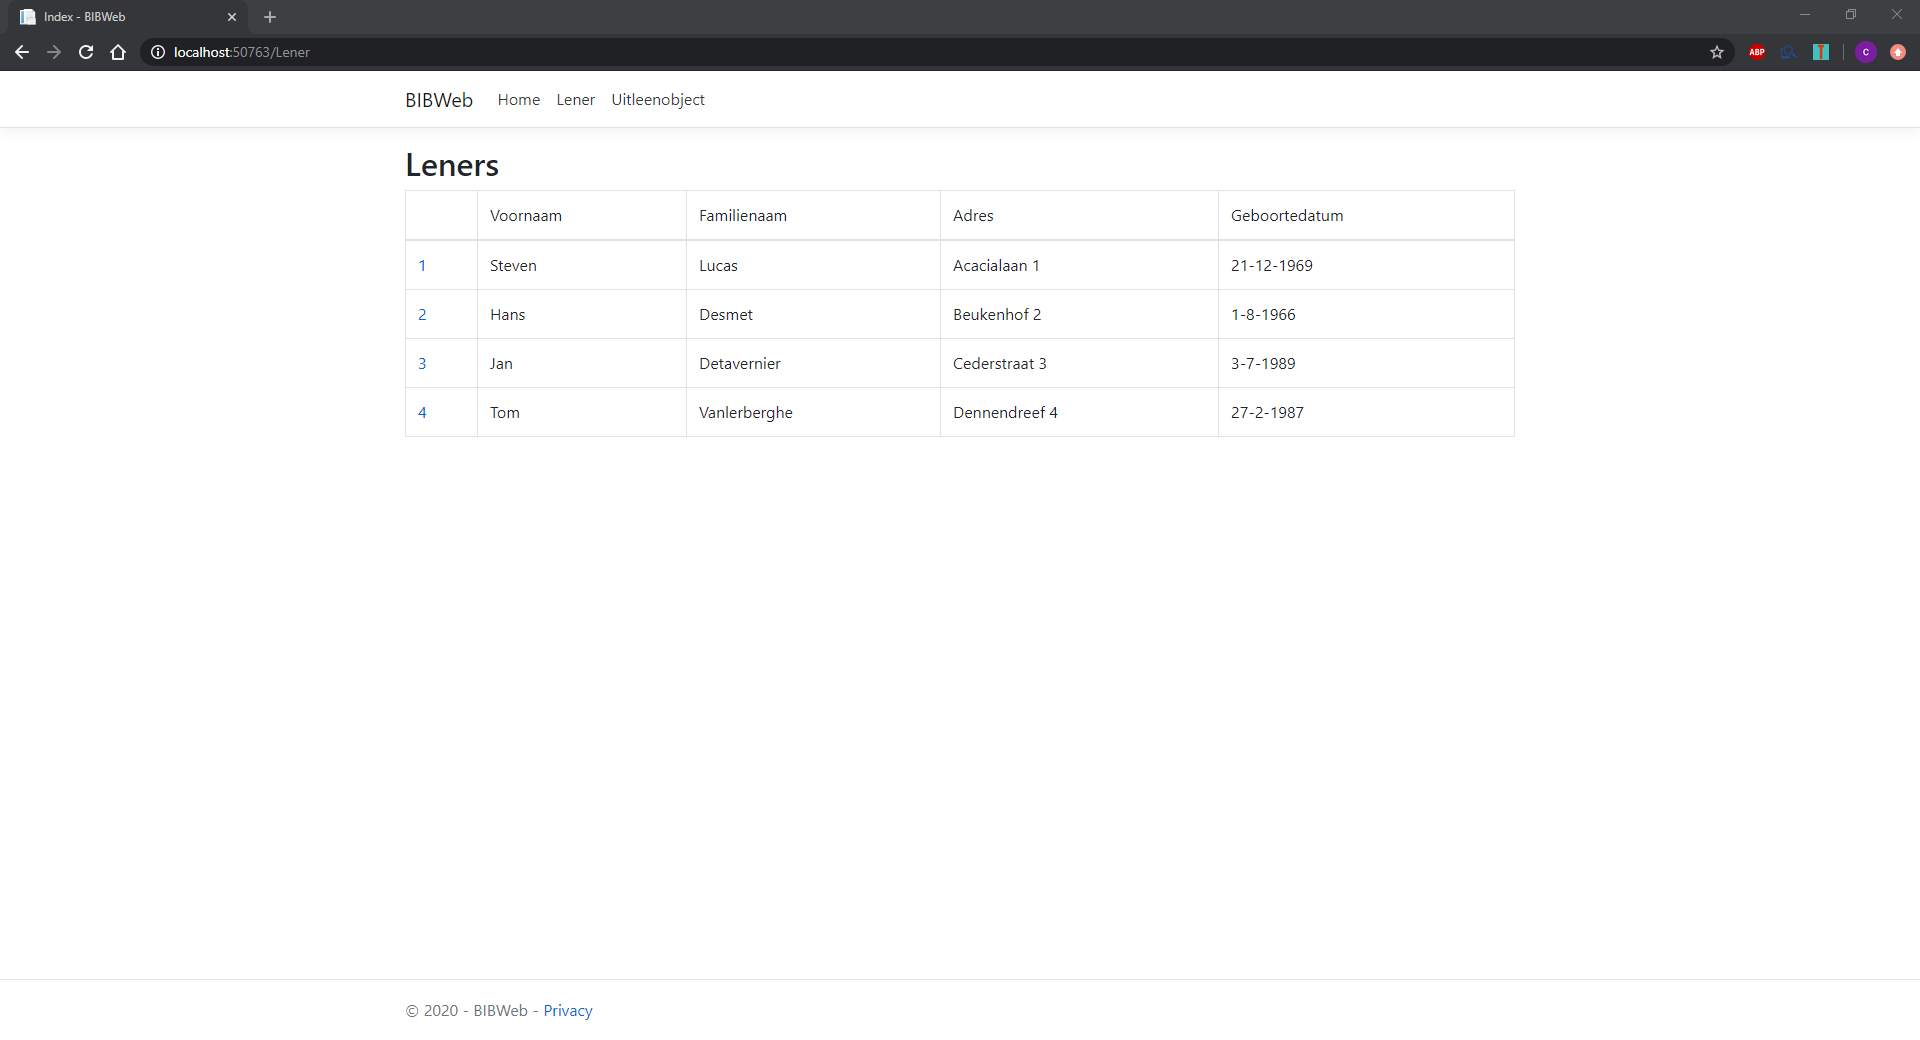 Index - BIBWeb
localhost:50763/Lener
ABP
C
BIBWeb Home Lener Uitleenobject
Leners
Voornaam Familienaam Adres Geboortedatum
1 Steven Lucas Acacialaan 1 21-12-1969
2 Hans Desmet Beukenhof 2 1-8-1966
3 Jan Detavernier Cederstraat 3 3-7-1989
4 Tom Vanlerberghe Dennendreef 4 27-2-1987
© 2020 - BIBWeb - Privacy